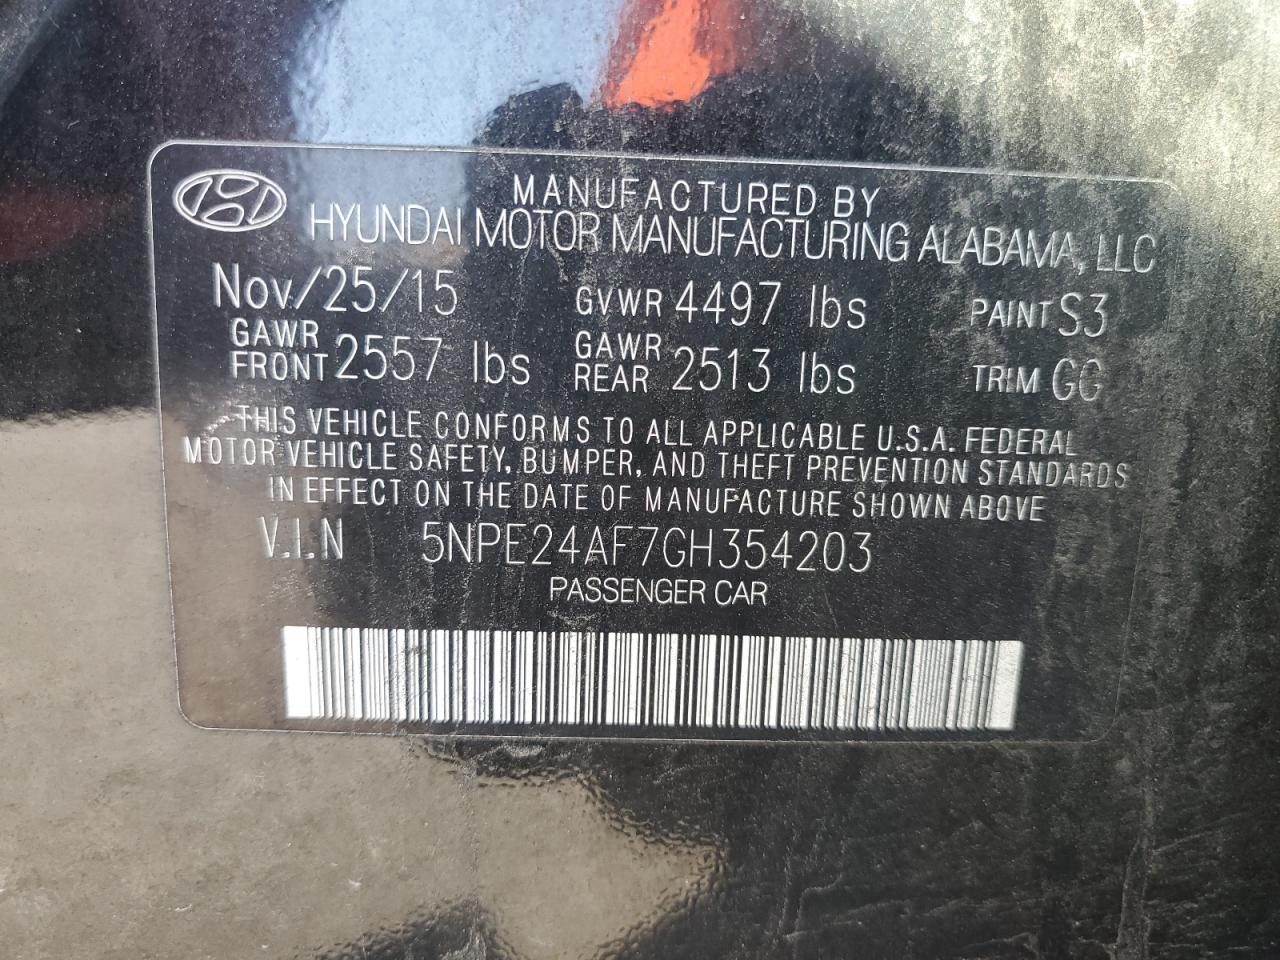 MANUFACTURED BY
HYUNDAI MOTOR MANUFACTURING ALABAMA, LLC
Nov/25/15 GVWR 4497 lbs PAINT S3
GAWR FRONT 2557 lbs GAWR REAR 2513 lbs TRIM GG
THIS VEHICLE CONFORMS TO ALL APPLICABLE U.S.A. FEDERAL
MOTOR VEHICLE SAFETY, BUMPER, AND THEFT PREVENTION STANDARDS
IN EFFECT ON THE DATE OF MANUFACTURE SHOWN ABOVE
V.I.N 5NPE24AF7GH354203
PASSENGER CAR